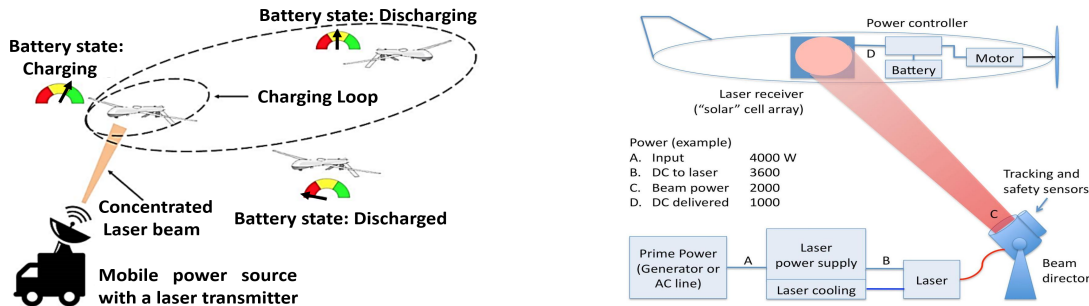 Battery state: Discharging
Battery state:
Charging
Charging Loop
Concentrated
Laser beam
Battery state: Discharged
Mobile power source
with a laser transmitter
Power controller
D
Battery
Motor
Laser receiver
("solar" cell array)
Power (example)
A. Input 4000 W
B. DC to laser 3600
C. Beam power 2000
D. DC delivered 1000
Tracking and
safety sensors
C
Prime Power
(Generator or
AC line)
A
Laser
power supply
Laser cooling
B
Laser
Beam
director